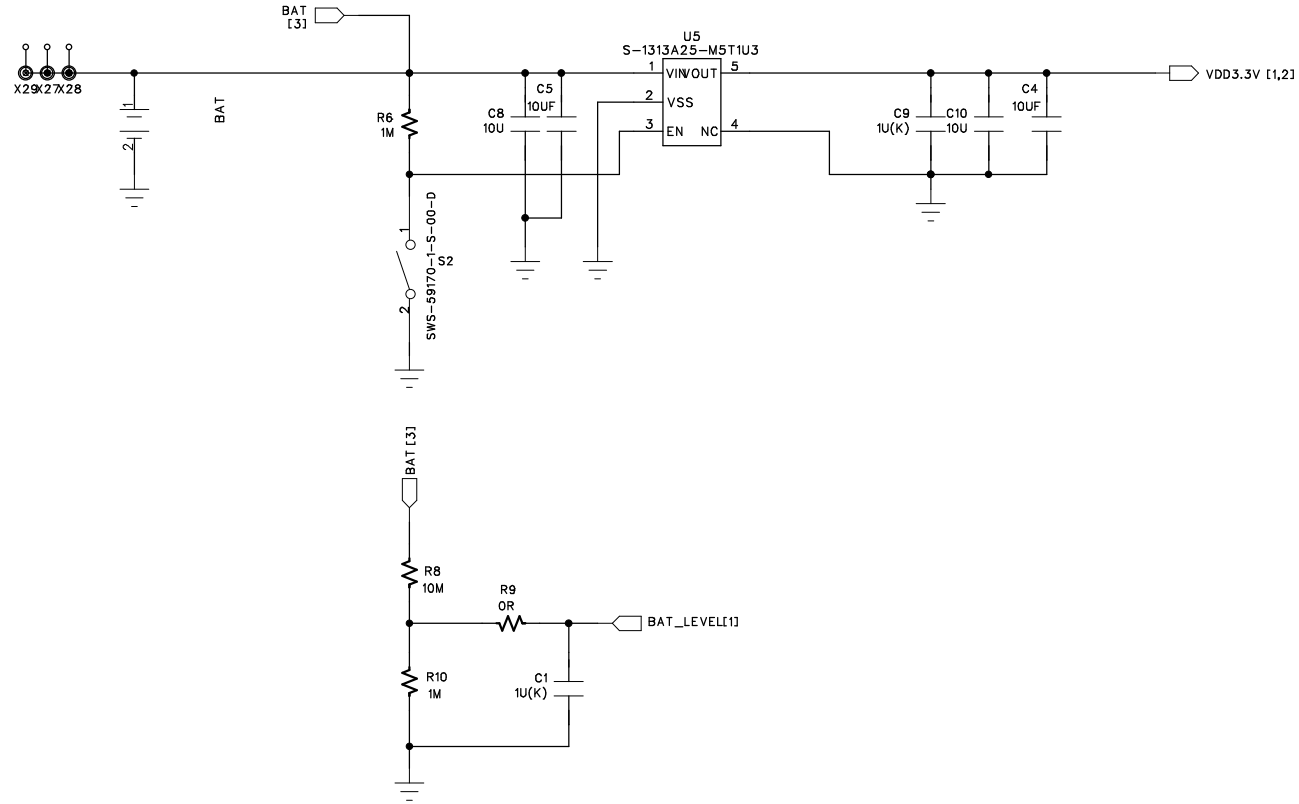 BAT
[3]
U5
S-1313A25-M5T1U3
1
VIN
VOUT
5
VDD3.3V [1,2]
X29
X27
X28
1
2
BAT
R6
1M
C8
10U
C5
10UF
2
VSS
3
EN
NC
4
C9
1U(K)
C10
10U
C4
10UF
1
2
SWS-59170-1-S-00-D
S2
BAT[3]
R8
10M
R9
0R
BAT_LEVEL[1]
R10
1M
C1
1U(K)